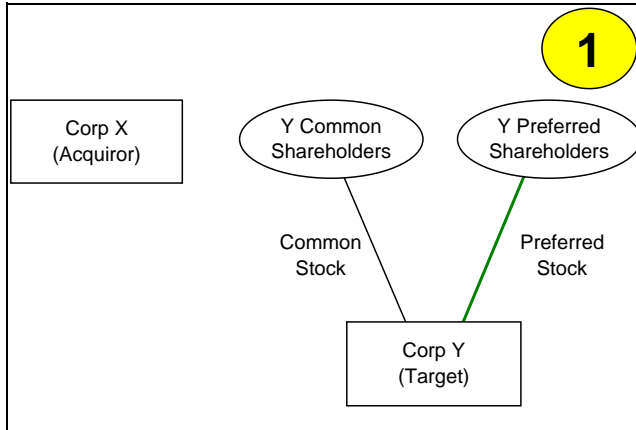 1
Corp X
(Acquiror)
Y Common
Shareholders
Y Preferred
Shareholders
Common
Stock
Preferred
Stock
Corp Y
(Target)